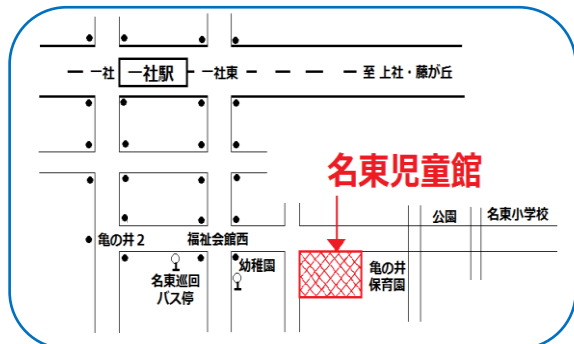 一社
一社駅
一社東
至 上社・藤が丘
名東児童館
公園
名東小学校
亀の井2
福祉会館西
名東巡回
バス停
幼稚園
亀の井
保育園